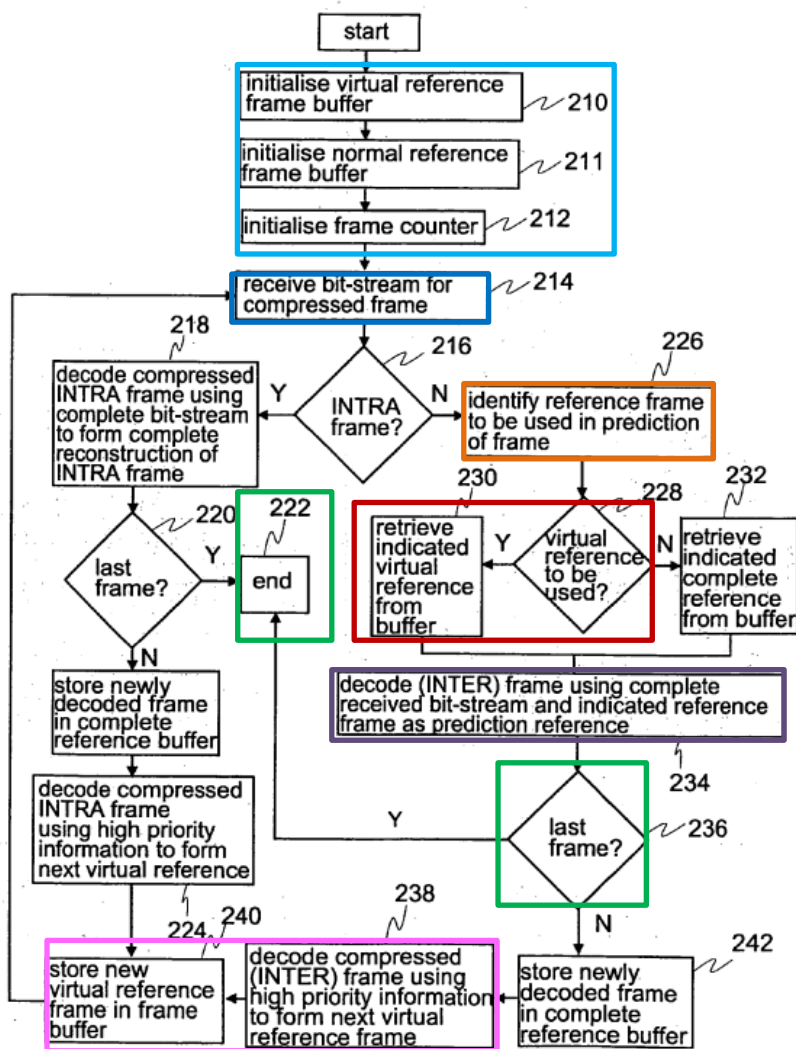 start
initialise virtual reference
frame buffer
210
initialise normal reference
frame buffer
211
initialise frame counter
212
receive bit-stream for
compressed frame
214
216
INTRA
frame?
Y
N
218
decode compressed
INTRA frame using
complete bit-stream
to form complete
reconstruction of
INTRA frame
226
identify reference frame
to be used in prediction
of frame
220
last
frame?
Y
N
222
end
228
virtual
reference
to be
used?
Y
N
230
retrieve
indicated
virtual
reference
from
buffer
232
retrieve
indicated
complete
reference
from buffer
decode (INTER) frame using complete
received bit-stream and indicated reference
frame as prediction reference
234
store newly
decoded frame
in complete
reference buffer
decode compressed
INTRA frame
using high priority
information to form
next virtual reference
224
last
frame?
236
Y
N
240
store new
virtual reference
frame in frame
buffer
238
decode compressed
(INTER) frame using
high priority information
to form next virtual
reference frame
242
store newly
decoded frame
in complete
reference buffer